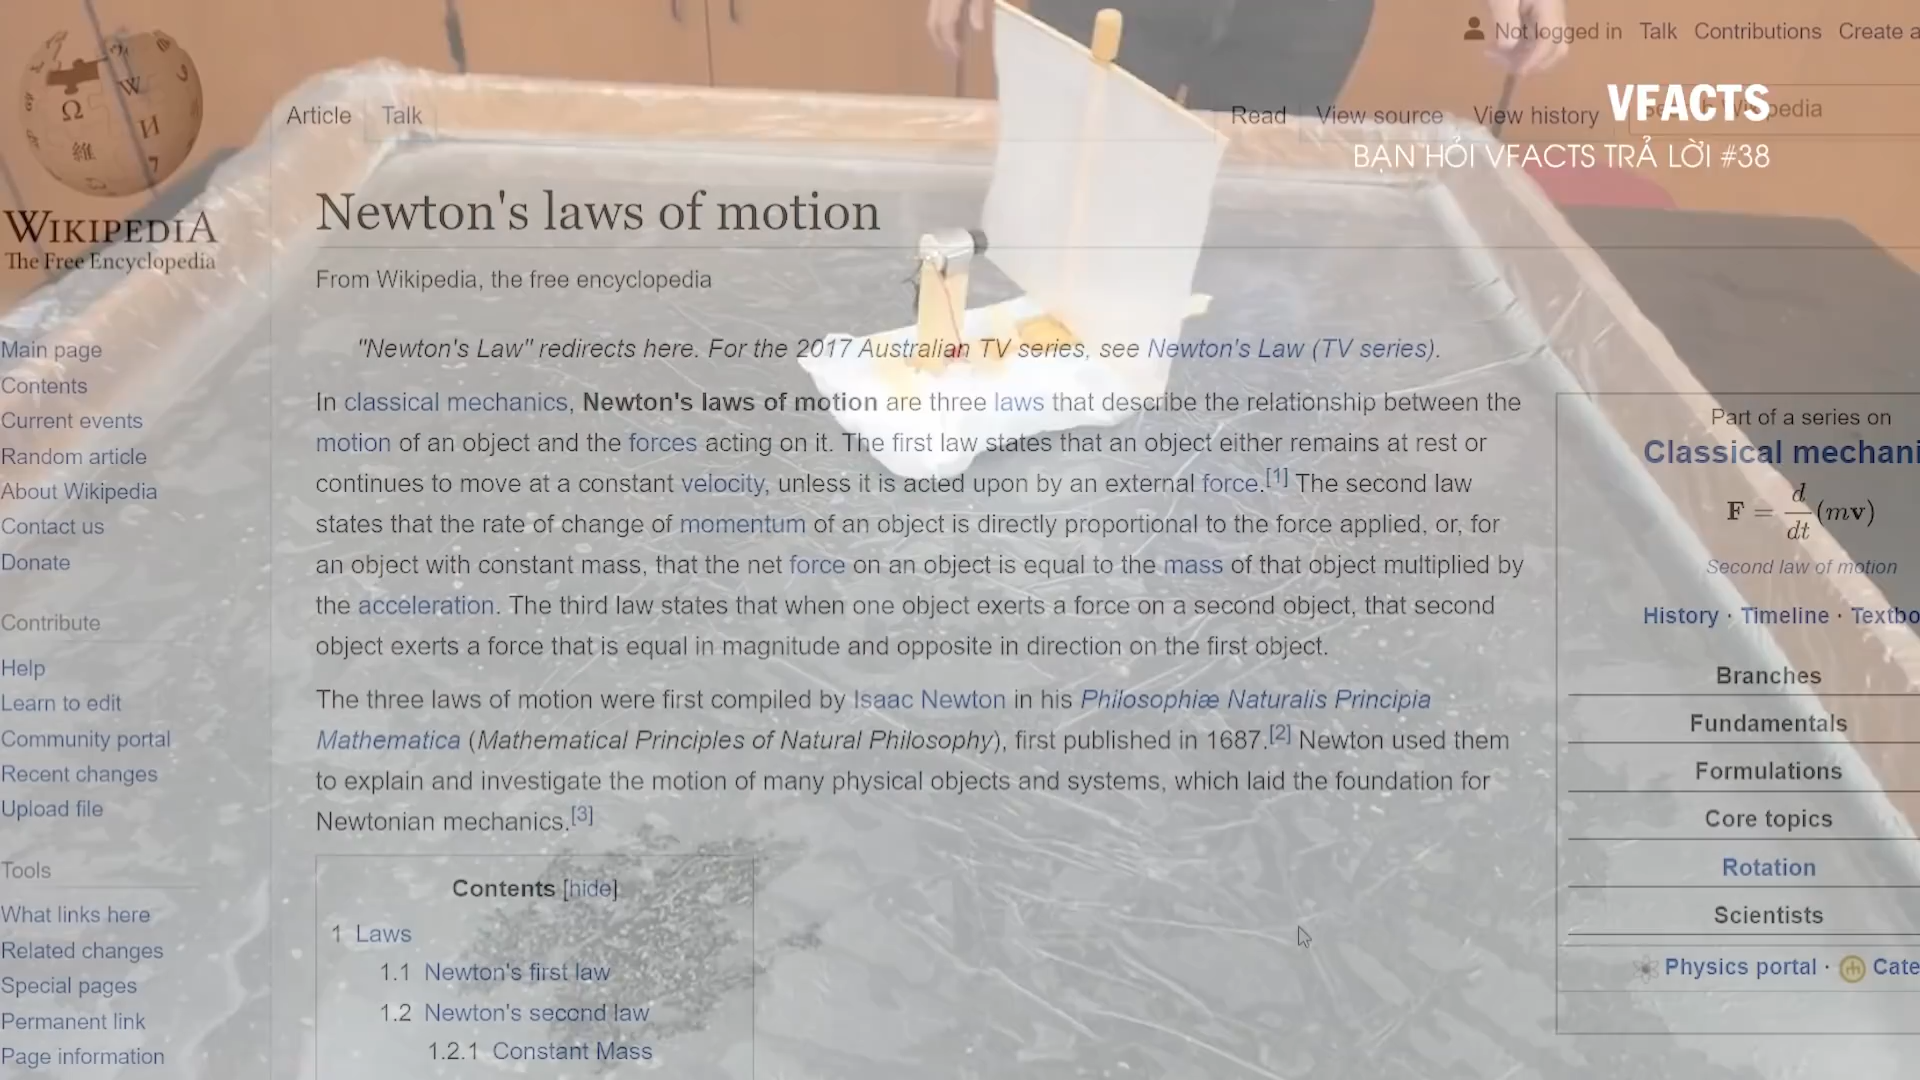 Not logged in Talk Contributions Create a
VFACTS
BẠN HỎI VFACTS TRẢ LỜI #38
Article Talk
Read View source View history
WIKIPEDIA
The Free Encyclopedia
Newton's laws of motion
From Wikipedia, the free encyclopedia
"Newton's Law" redirects here. For the 2017 Australian TV series, see Newton's Law (TV series).
In classical mechanics, Newton's laws of motion are three laws that describe the relationship between the
motion of an object and the forces acting on it. The first law states that an object either remains at rest or
continues to move at a constant velocity, unless it is acted upon by an external force.[1] The second law
states that the rate of change of momentum of an object is directly proportional to the force applied, or, for
an object with constant mass, that the net force on an object is equal to the mass of that object multiplied by
the acceleration. The third law states that when one object exerts a force on a second object, that second
object exerts a force that is equal in magnitude and opposite in direction on the first object.
The three laws of motion were first compiled by Isaac Newton in his Philosophiæ Naturalis Principia
Mathematica (Mathematical Principles of Natural Philosophy), first published in 1687.[2] Newton used them
to explain and investigate the motion of many physical objects and systems, which laid the foundation for
Newtonian mechanics.[3]
Contents [hide]
1 Laws
1.1 Newton's first law
1.2 Newton's second law
1.2.1 Constant Mass
Main page
Contents
Current events
Random article
About Wikipedia
Contact us
Donate
Contribute
Help
Learn to edit
Community portal
Recent changes
Upload file
Tools
What links here
Related changes
Special pages
Permanent link
Page information
Part of a series on
Classical mechani
F = d/dt (mv)
Second law of motion
History · Timeline · Textbo
Branches
Fundamentals
Formulations
Core topics
Rotation
Scientists
Physics portal · Cate